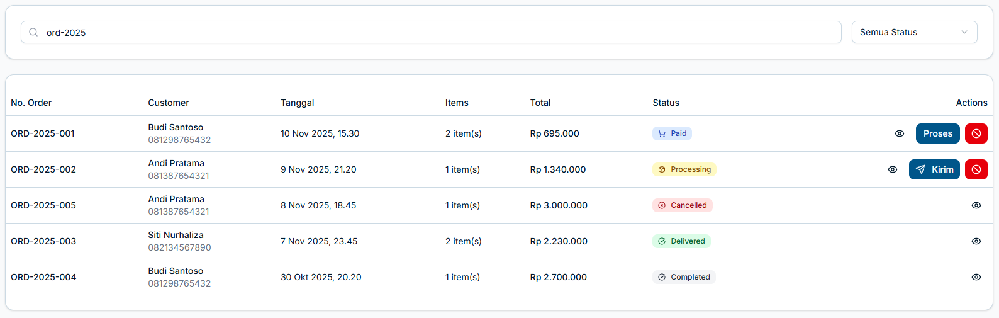 ord-2025
Semua Status
No. Order Customer Tanggal Items Total Status Actions
ORD-2025-001 Budi Santoso 081298765432 10 Nov 2025, 15.30 2 item(s) Rp 695.000 Paid Proses
ORD-2025-002 Andi Pratama 081387654321 9 Nov 2025, 21.20 1 item(s) Rp 1.340.000 Processing Kirim
ORD-2025-005 Andi Pratama 081387654321 8 Nov 2025, 18.45 1 item(s) Rp 3.000.000 Cancelled
ORD-2025-003 Siti Nurhaliza 082134567890 7 Nov 2025, 23.45 2 item(s) Rp 2.230.000 Delivered
ORD-2025-004 Budi Santoso 081298765432 30 Okt 2025, 20.20 1 item(s) Rp 2.700.000 Completed